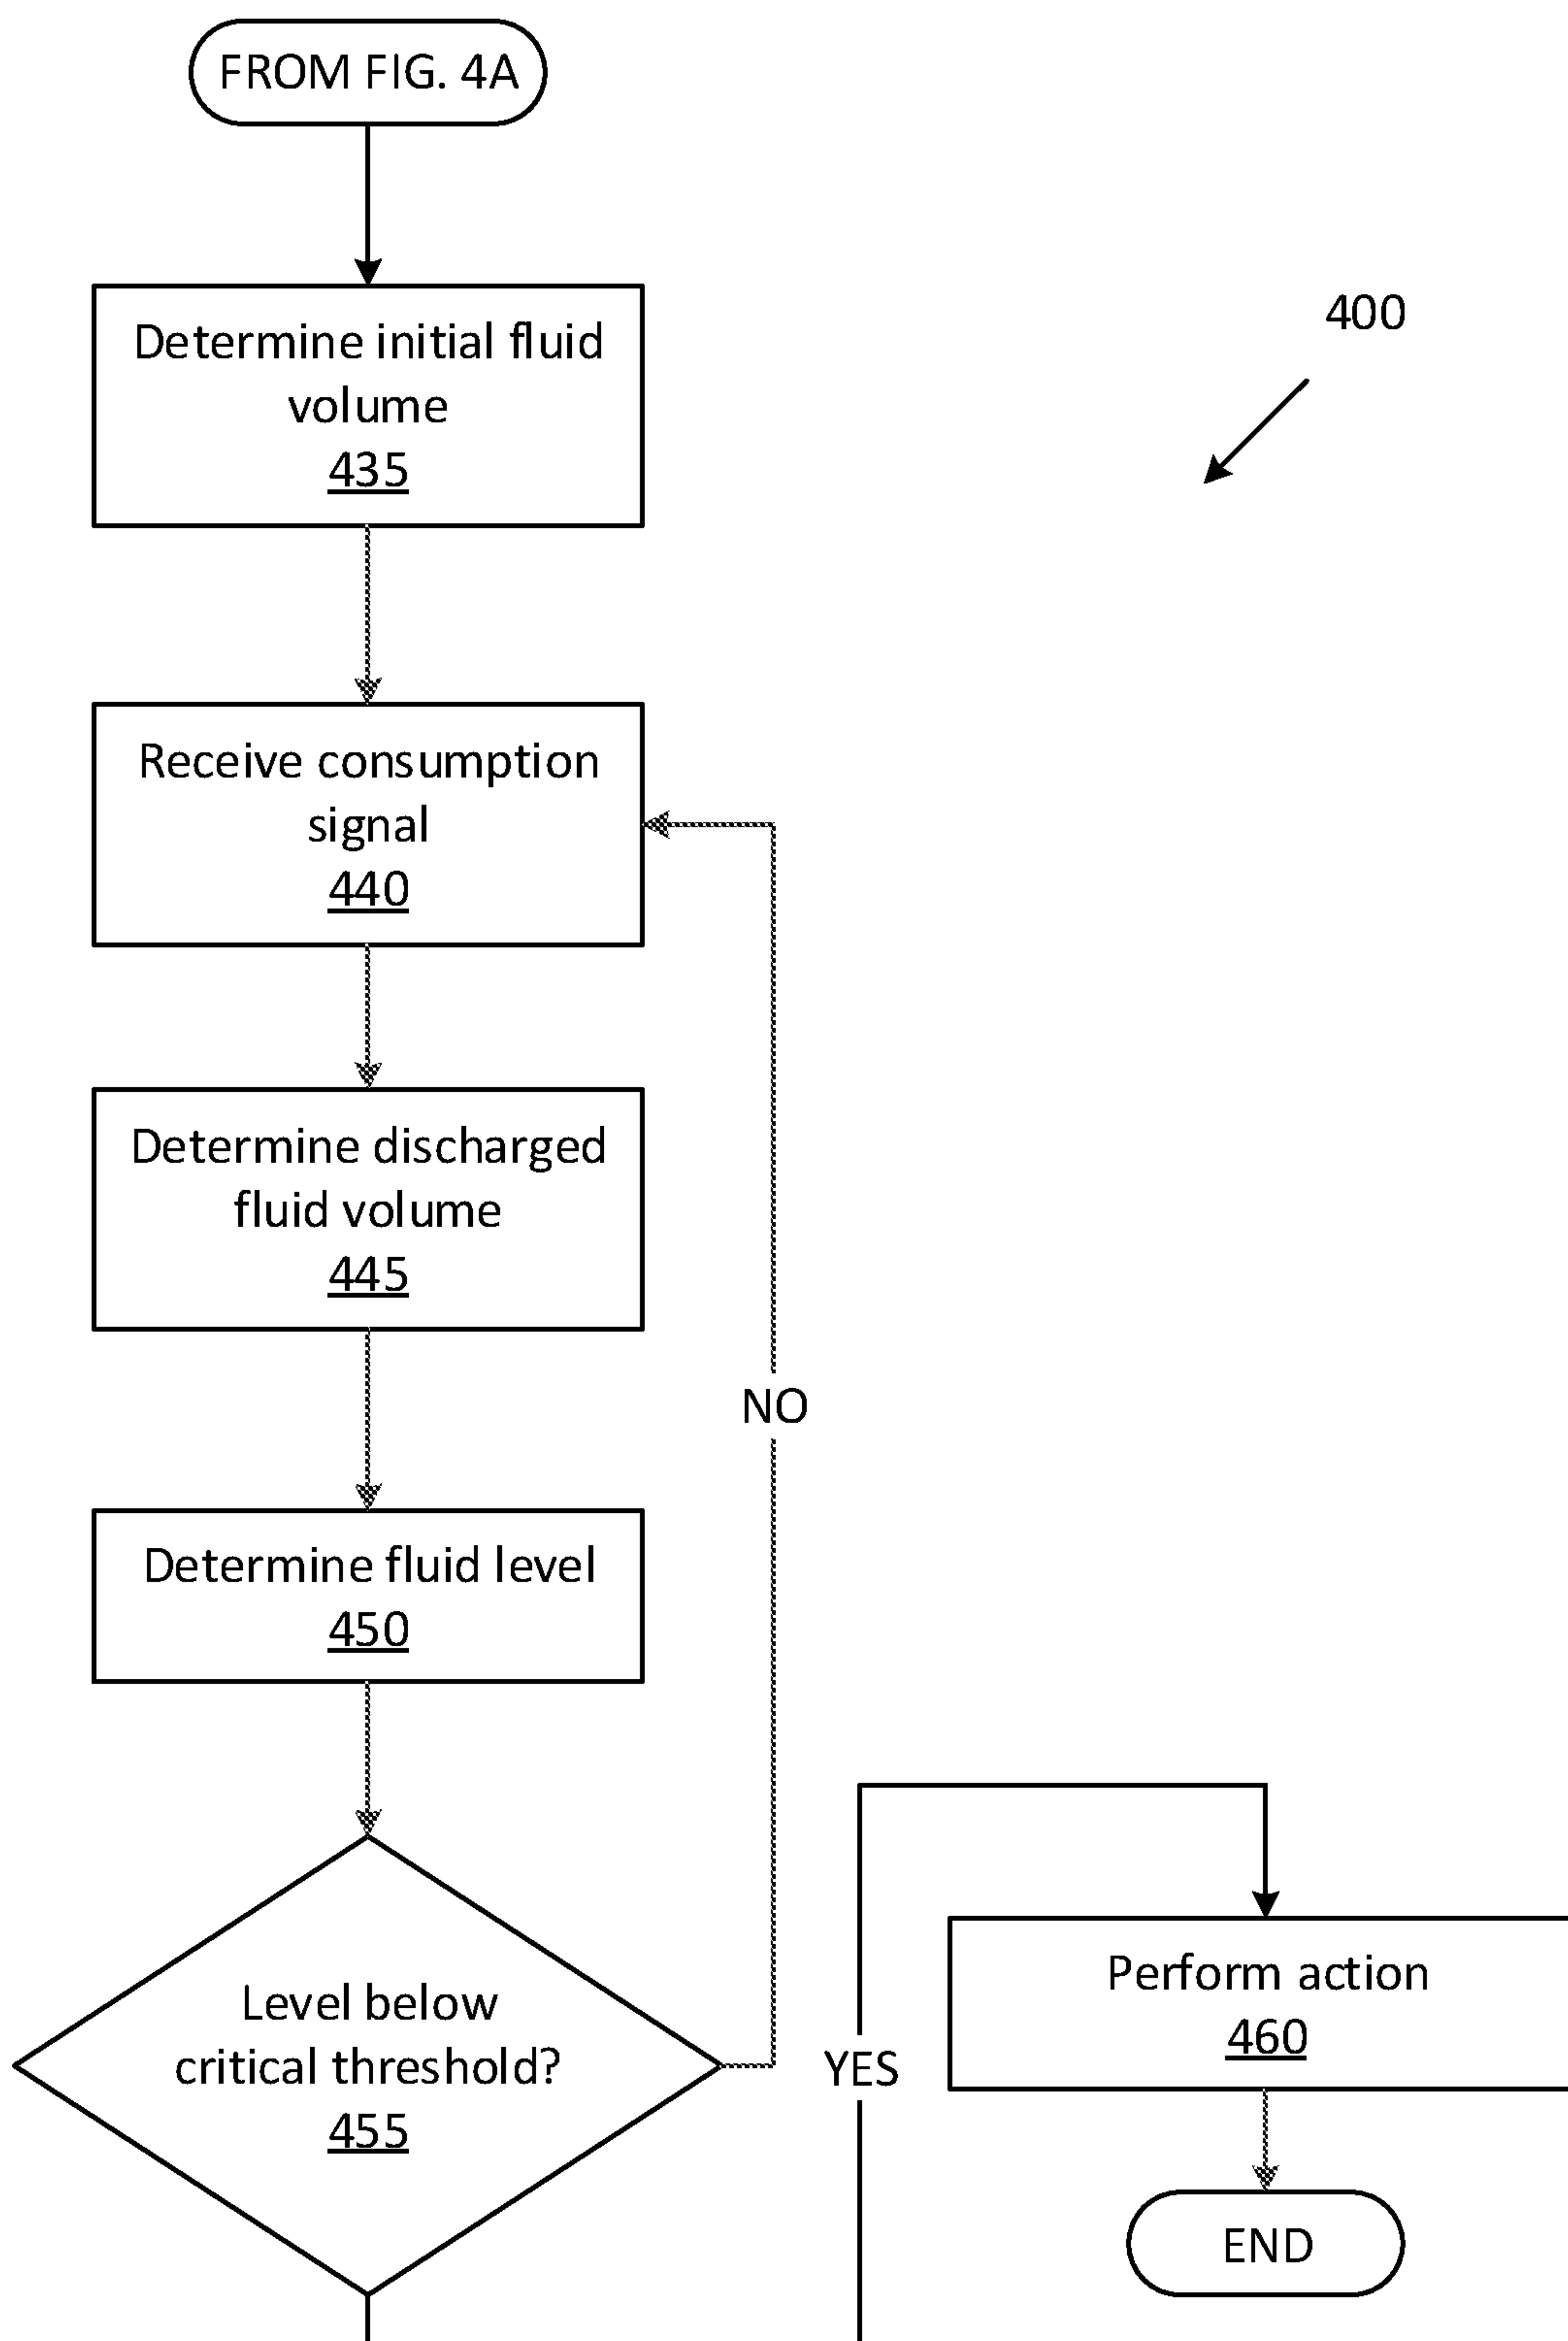 FROM FIG. 4A
Determine initial fluid
volume
435
400
Receive consumption
signal
440
Determine discharged
fluid volume
445
NO
Determine fluid level
450
Level below
critical threshold?
455
YES
Perform action
460
END